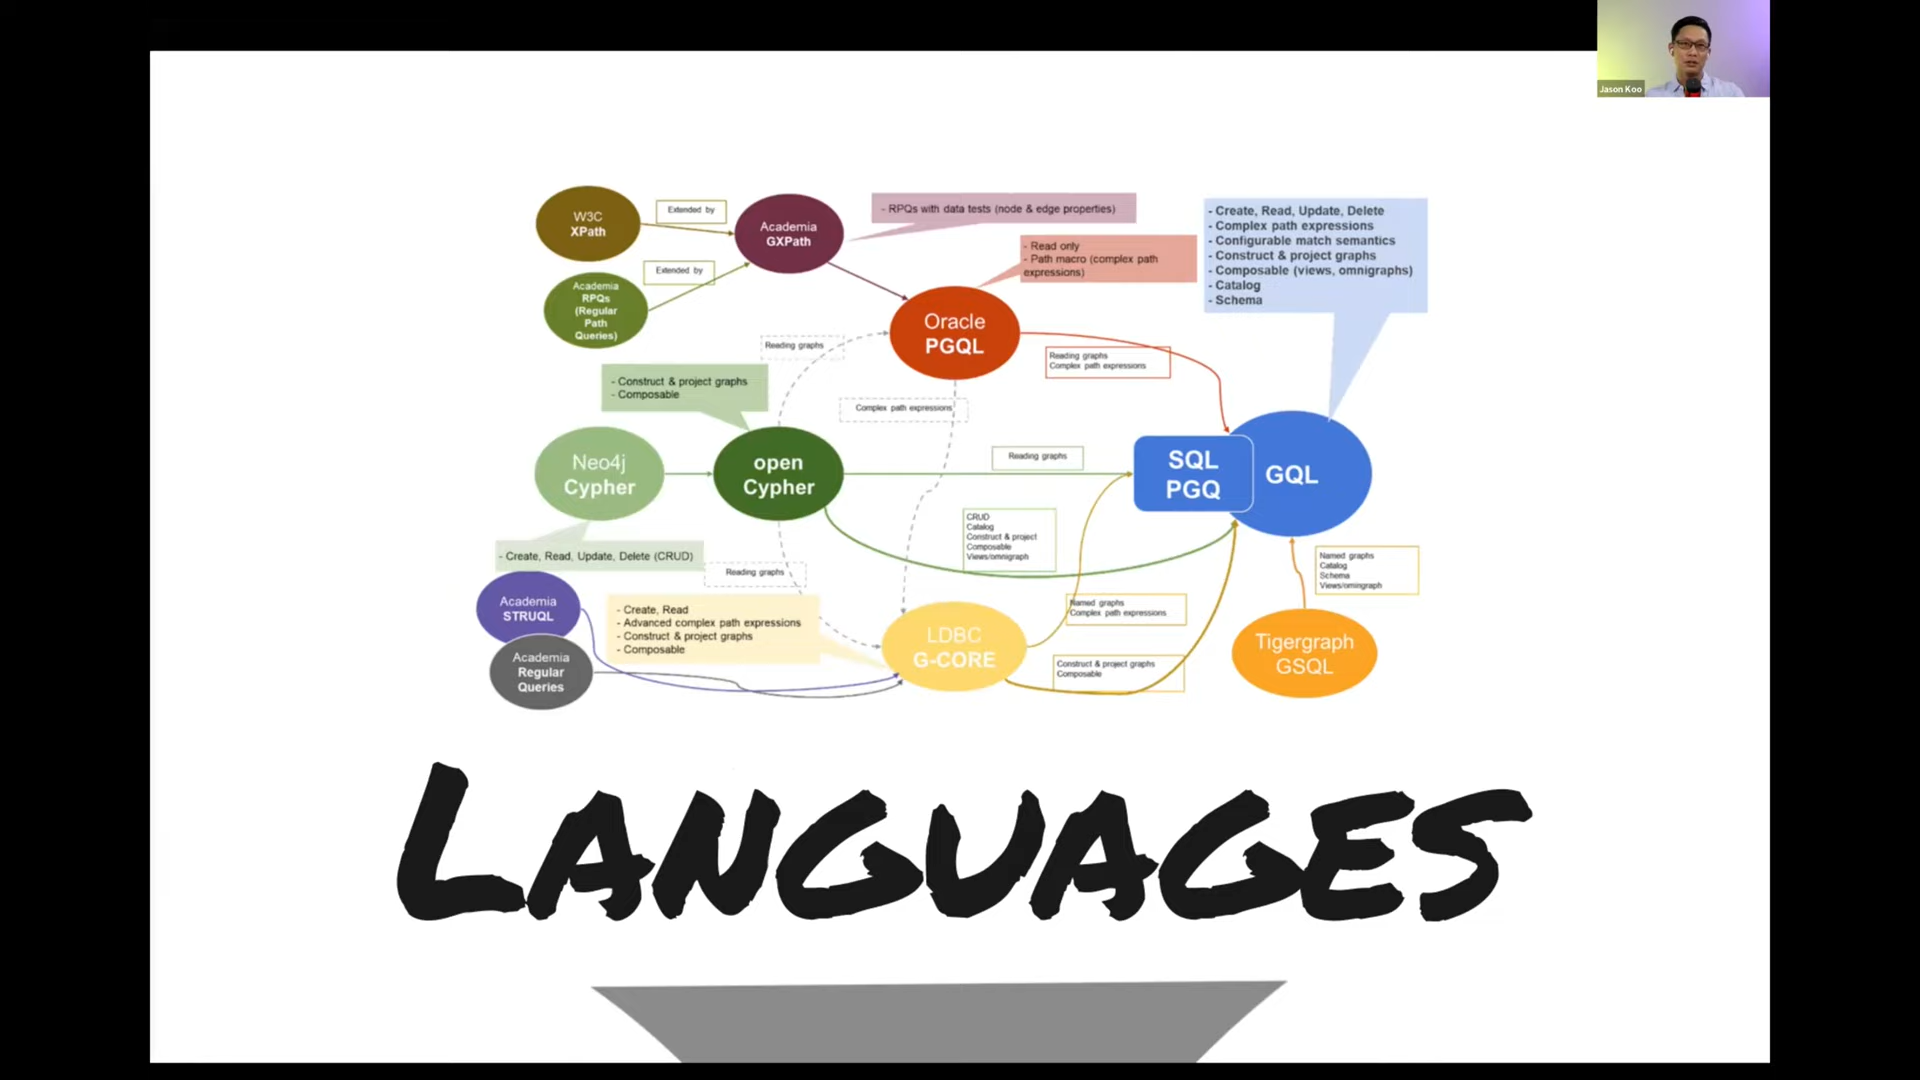 Jason Koo
W3C
XPath
Extended by
Academia
GXPath
- RPQs with data tests (node & edge properties)
- Create, Read, Update, Delete
- Complex path expressions
- Configurable match semantics
- Construct & project graphs
- Composable (views, omnigraphs)
- Catalog
- Schema
- Read only
- Path macro (complex path
expressions)
Extended by
Academia
RPQs
(Regular
Path
Queries)
Oracle
PGQL
Reading graphs
Reading graphs
Complex path expressions
- Construct & project graphs
- Composable
Complex path expressions
Neo4j
Cypher
open
Cypher
Reading graphs
SQL
PGQ
GQL
CRUD
Catalog
Construct & project
Composable
Views/omnigraph
- Create, Read, Update, Delete (CRUD)
Reading graphs
Named graphs
Catalog
Schema
Views/omingraph
Academia
STRUQL
- Create, Read
- Advanced complex path expressions
- Construct & project graphs
- Composable
Named graphs
Complex path expressions
LDBC
G-CORE
Tigergraph
GSQL
Academia
Regular
Queries
Construct & project graphs
Composable
LANGUAGES